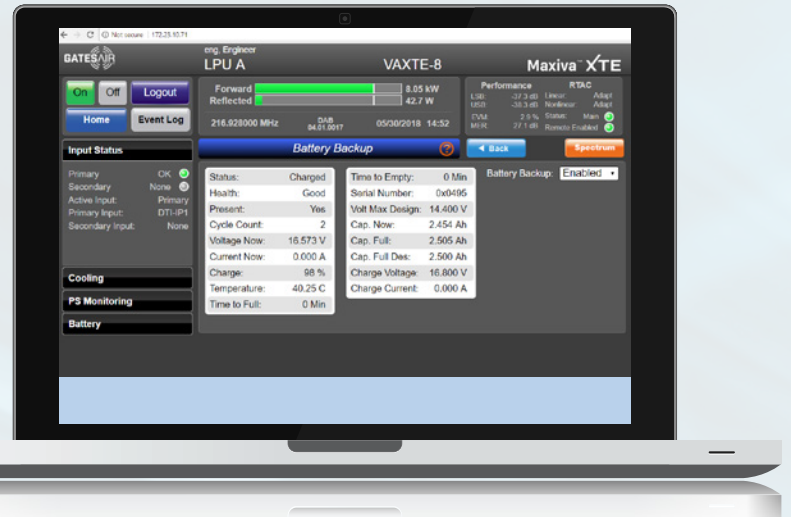 Not secure | 172.25.10.71
GATESAIR
eng, Engineer
LPU A
VAXTE-8
Maxiva™ XTE
On
Off
Logout
Home
Event Log
Forward 8.05 kW
Reflected 42.7 W
216.928000 MHz
DAB
04.01.0017
05/30/2018 14:52
Performance
RTAC
LSB: -37.3 dB Linear: Adapt
USB: -38.3 dB Nonlinear: Adapt
EVM: 2.9 % Status: Main
MER: 27.1 dB Remote Enabled
Input Status
Battery Backup
?
Back
Spectrum
Primary OK
Secondary None
Active Input: Primary
Primary Input: DTI-IP1
Secondary Input: None
Cooling
PS Monitoring
Battery
Status: Charged
Health: Good
Present: Yes
Cycle Count: 2
Voltage Now: 16.573 V
Current Now: 0.000 A
Charge: 98 %
Temperature: 40.25 C
Time to Full: 0 Min
Time to Empty: 0 Min
Serial Number: 0x0495
Volt Max Design: 14.400 V
Cap. Now: 2.454 Ah
Cap. Full: 2.505 Ah
Cap. Full Des: 2.500 Ah
Charge Voltage: 16.800 V
Charge Current: 0.000 A
Battery Backup: Enabled